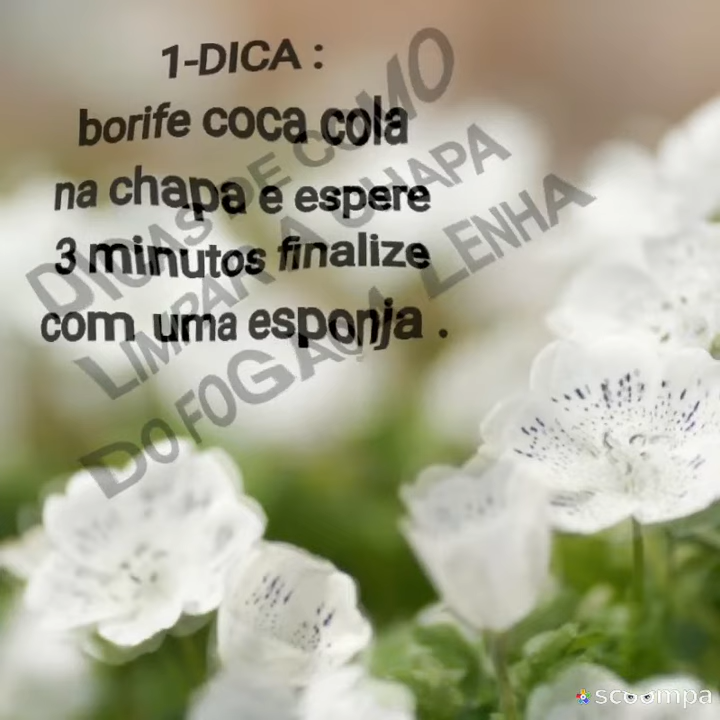 1-DICA :
borife coca cola
na chapa e espere
3 minutos finalize
com uma esponja .
DICAS DE COMO
LIMPAR A CHAPA
DO FOGAO A LENHA
scoompa